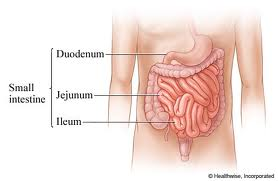 Duodenum
Small
intestine
Jejunum
Ileum
© Healthwise, Incorporated